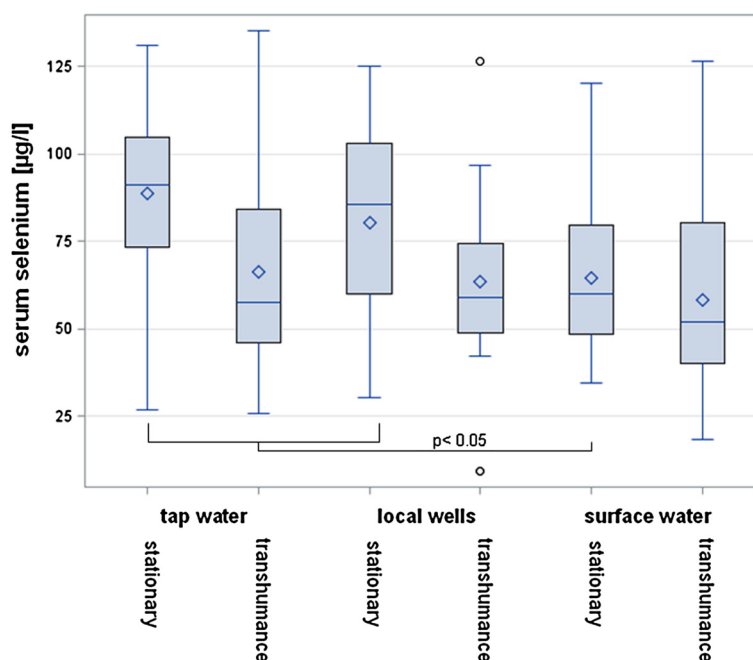 serum selenium [µg/l]
125
100
75
50
25
p< 0.05
tap water
local wells
surface water
stationary
transhumance
stationary
transhumance
stationary
transhumance